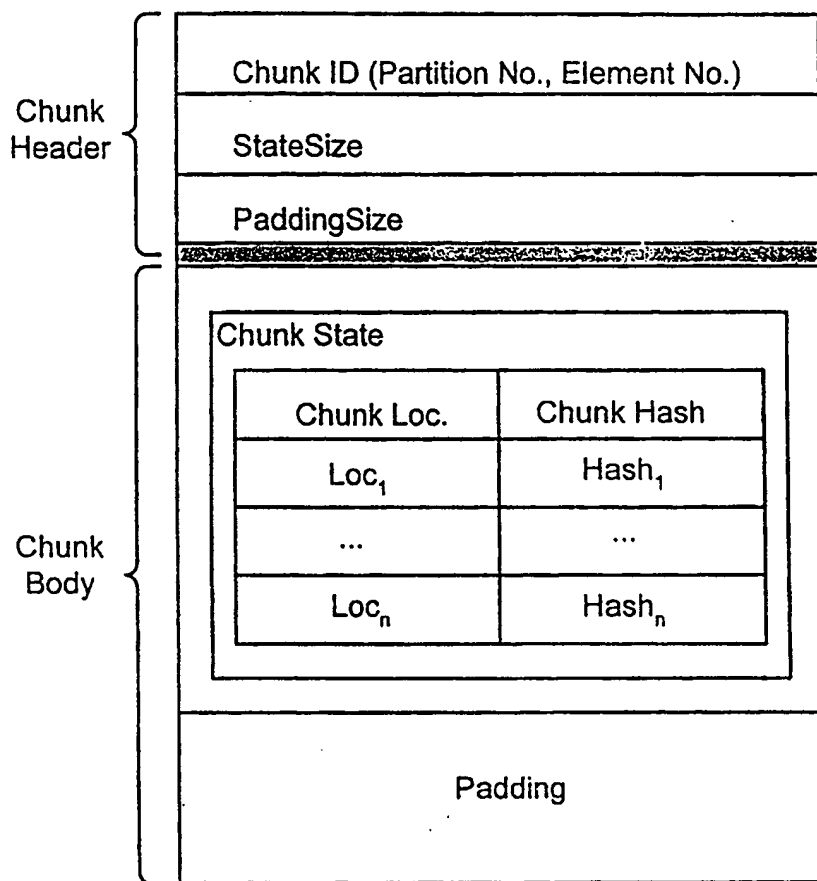 Chunk
Header
Chunk ID (Partition No., Element No.)
StateSize
PaddingSize
Chunk
Body
Chunk State
Chunk Loc.
Chunk Hash
Loc₁
Hash₁
...
...
Locₙ
Hashₙ
Padding